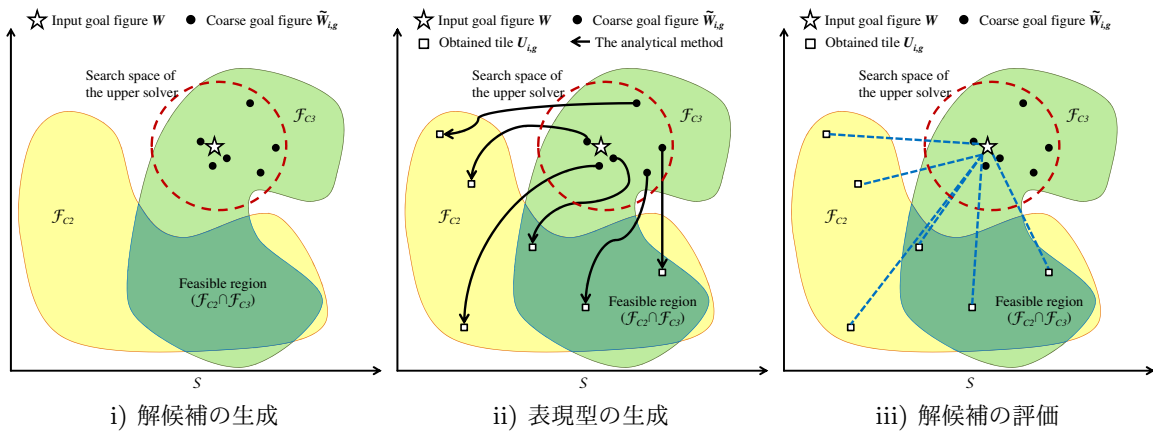 Input goal figure W
Coarse goal figure W̃i,g
Search space of
the upper solver
ℱC3
ℱC2
Feasible region
(ℱC2∩ℱC3)
S
i) 解候補の生成
Input goal figure W
Coarse goal figure W̃i,g
Obtained tile Ui,g
The analytical method
Search space of
the upper solver
ℱC3
ℱC2
Feasible region
(ℱC2∩ℱC3)
S
ii) 表現型の生成
Input goal figure W
Coarse goal figure W̃i,g
Obtained tile Ui,g
Search space of
the upper solver
ℱC3
ℱC2
Feasible region
(ℱC2∩ℱC3)
S
iii) 解候補の評価